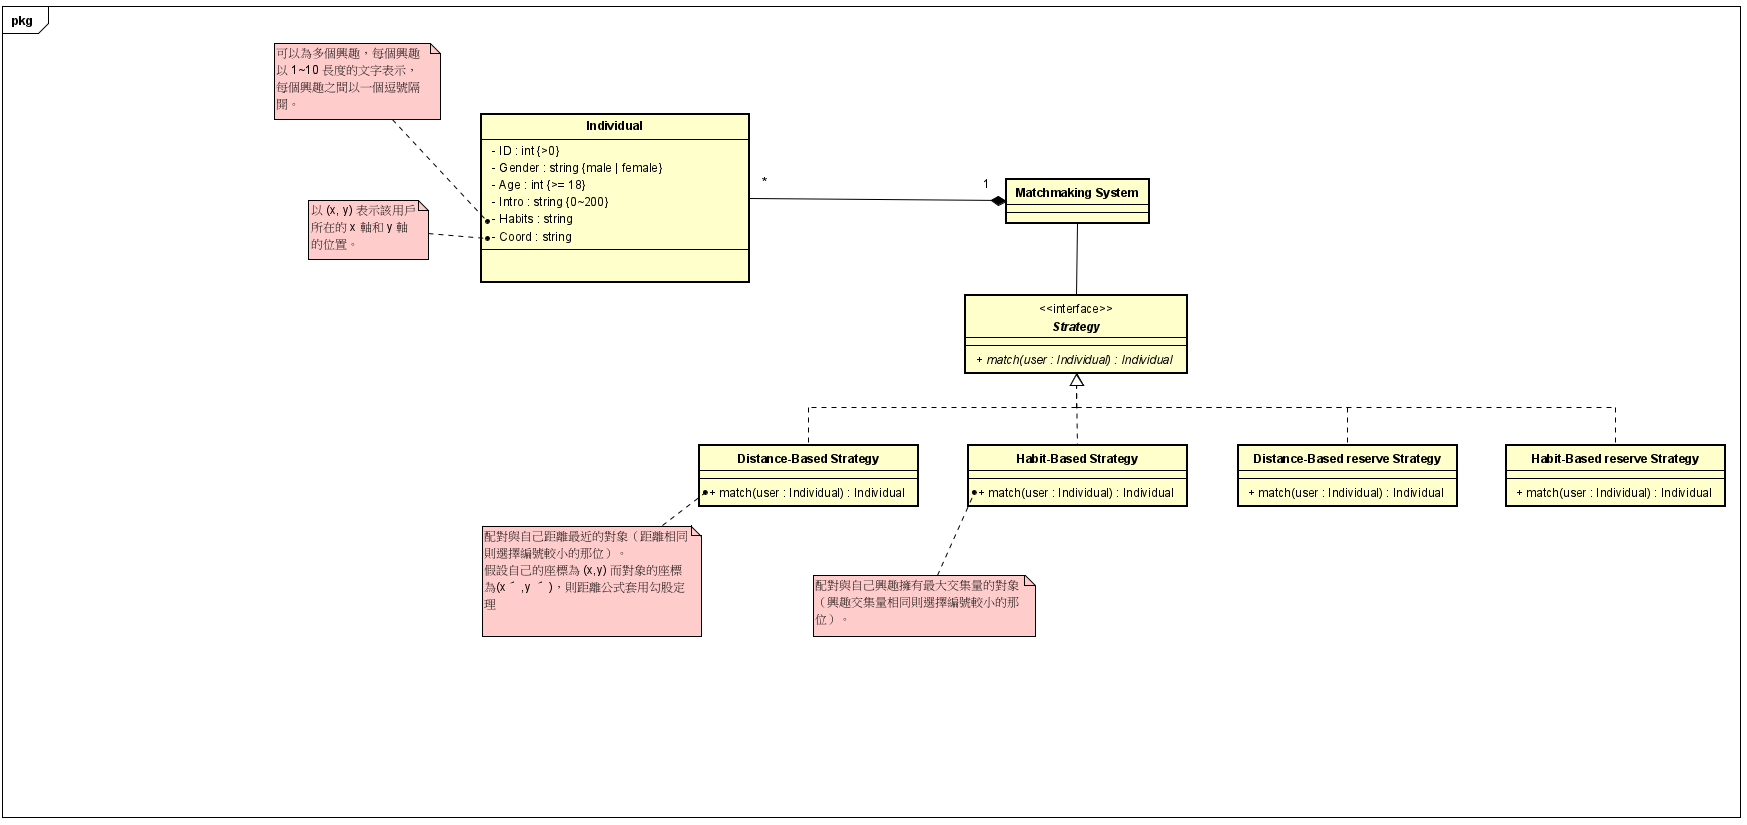 pkg
可以為多個興趣，每個興趣
以 1~10 長度的文字表示，
每個興趣之間以一個逗號隔
開。
以 (x, y) 表示該用戶
所在的 x 軸和 y 軸
的位置。
Individual
- ID : int {>0}
- Gender : string {male | female}
- Age : int {>= 18}
- Intro : string {0~200}
- Habits : string
- Coord : string
*
1
Matchmaking System
<<interface>>
Strategy
+ match(user : Individual) : Individual
Distance-Based Strategy
+ match(user : Individual) : Individual
Habit-Based Strategy
+ match(user : Individual) : Individual
Distance-Based reserve Strategy
+ match(user : Individual) : Individual
Habit-Based reserve Strategy
+ match(user : Individual) : Individual
配對與自己距離最近的對象（距離相同
則選擇編號較小的那位）。
假設自己的座標為 (x,y) 而對象的座標
為(x ˊ ,y ˊ )，則距離公式套用勾股定
理
配對與自己興趣擁有最大交集量的對象
（興趣交集量相同則選擇編號較小的那
位）。